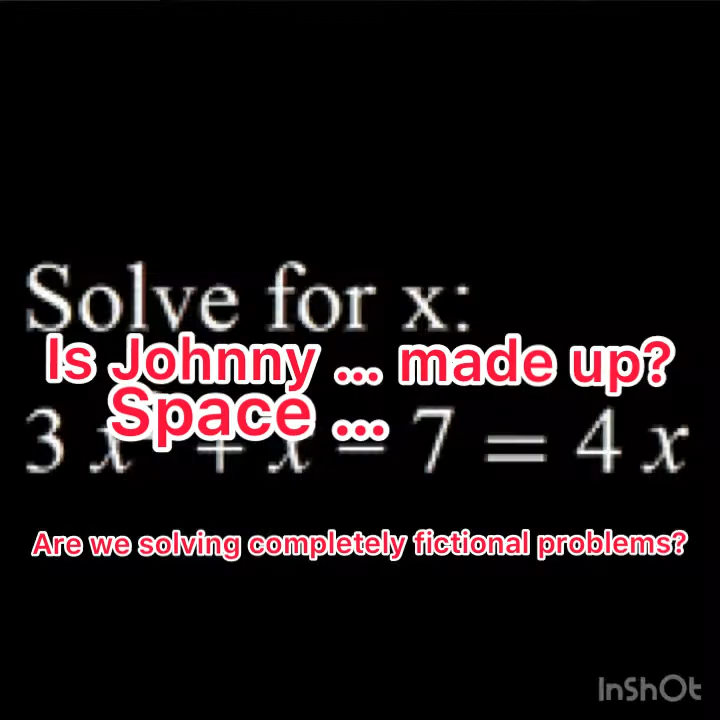 Solve for x:
Is Johnny ... made up?
Space ...
3 x + x – 7 = 4 x
Are we solving completely fictional problems?
InShOt